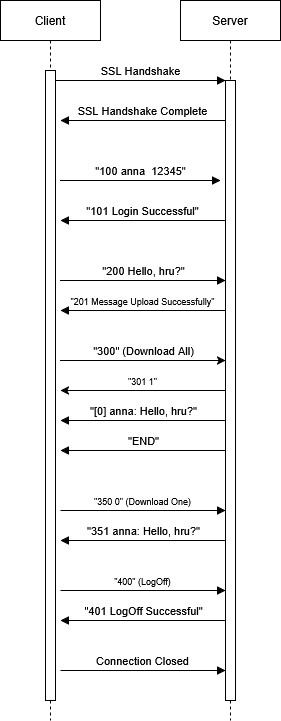 Client
Server
SSL Handshake
SSL Handshake Complete
"100 anna  12345"
"101 Login Successful"
"200 Hello, hru?"
"201 Message Upload Successfully"
"300" (Download All)
"301 1"
"[0] anna: Hello, hru?"
"END"
"350 0" (Download One)
"351 anna: Hello, hru?"
"400" (LogOff)
"401 LogOff Successful"
Connection Closed